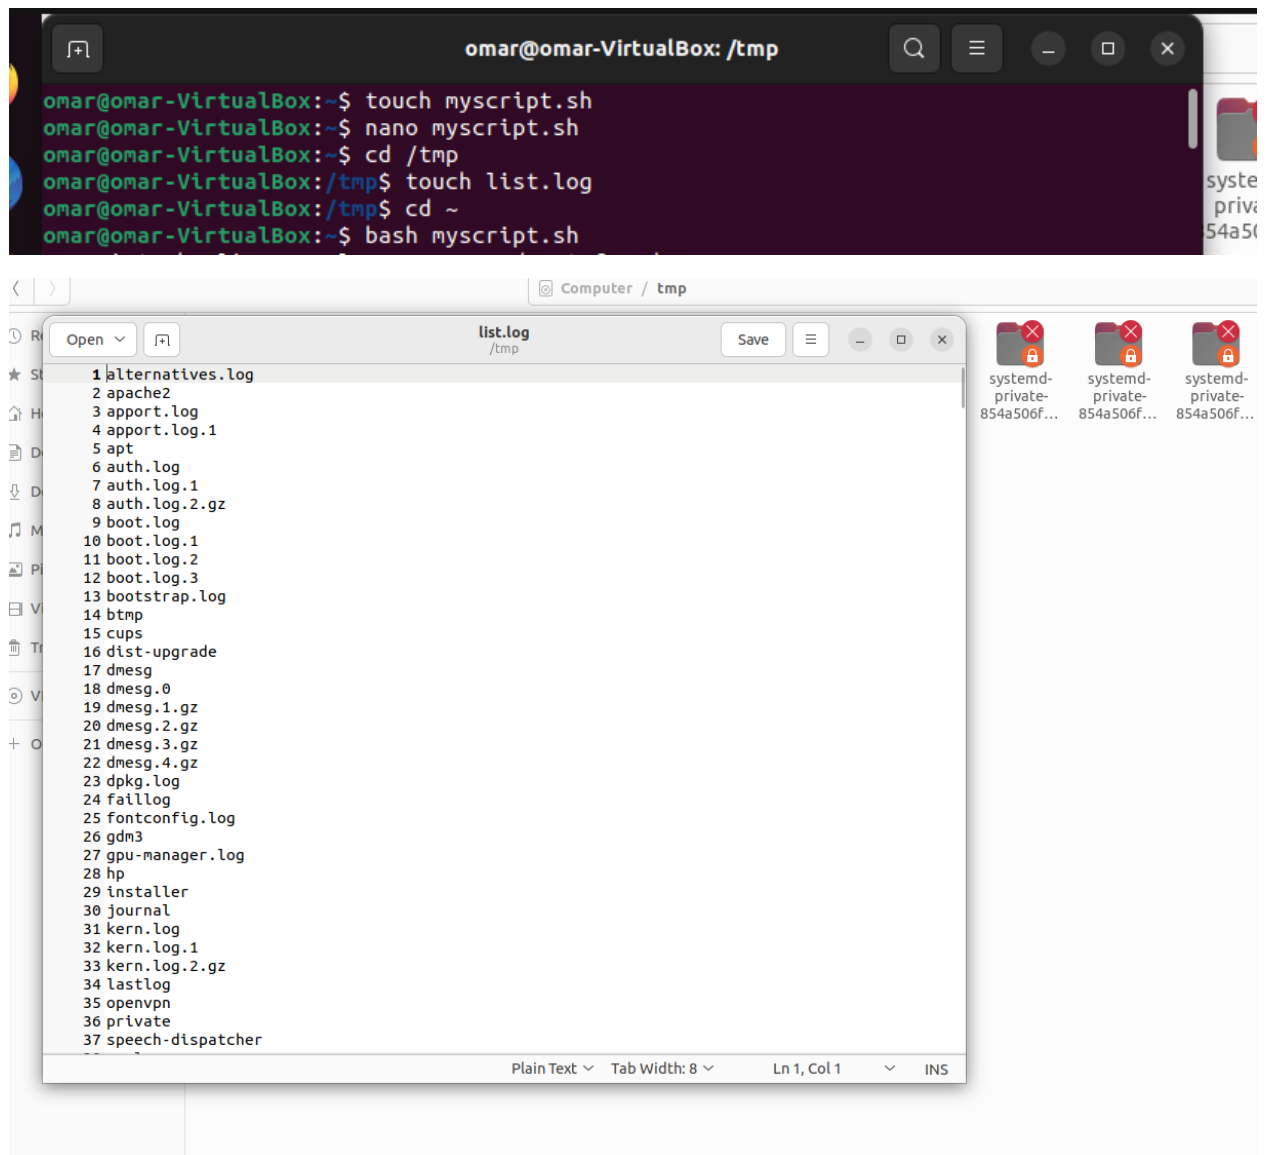 omar@omar-VirtualBox: /tmp
omar@omar-VirtualBox:~$ touch myscript.sh
omar@omar-VirtualBox:~$ nano myscript.sh
omar@omar-VirtualBox:~$ cd /tmp
omar@omar-VirtualBox:/tmp$ touch list.log
omar@omar-VirtualBox:/tmp$ cd ~
omar@omar-VirtualBox:~$ bash myscript.sh
syste
priva
854a50
Computer / tmp
Open
list.log
/tmp
Save
1 alternatives.log
2 apache2
3 apport.log
4 apport.log.1
5 apt
6 auth.log
7 auth.log.1
8 auth.log.2.gz
9 boot.log
10 boot.log.1
11 boot.log.2
12 boot.log.3
13 bootstrap.log
14 btmp
15 cups
16 dist-upgrade
17 dmesg
18 dmesg.0
19 dmesg.1.gz
20 dmesg.2.gz
21 dmesg.3.gz
22 dmesg.4.gz
23 dpkg.log
24 faillog
25 fontconfig.log
26 gdm3
27 gpu-manager.log
28 hp
29 installer
30 journal
31 kern.log
32 kern.log.1
33 kern.log.2.gz
34 lastlog
35 openvpn
36 private
37 speech-dispatcher
Plain Text Tab Width: 8 Ln 1, Col 1 INS
systemd-
private-
854a506f...
systemd-
private-
854a506f...
systemd-
private-
854a506f...